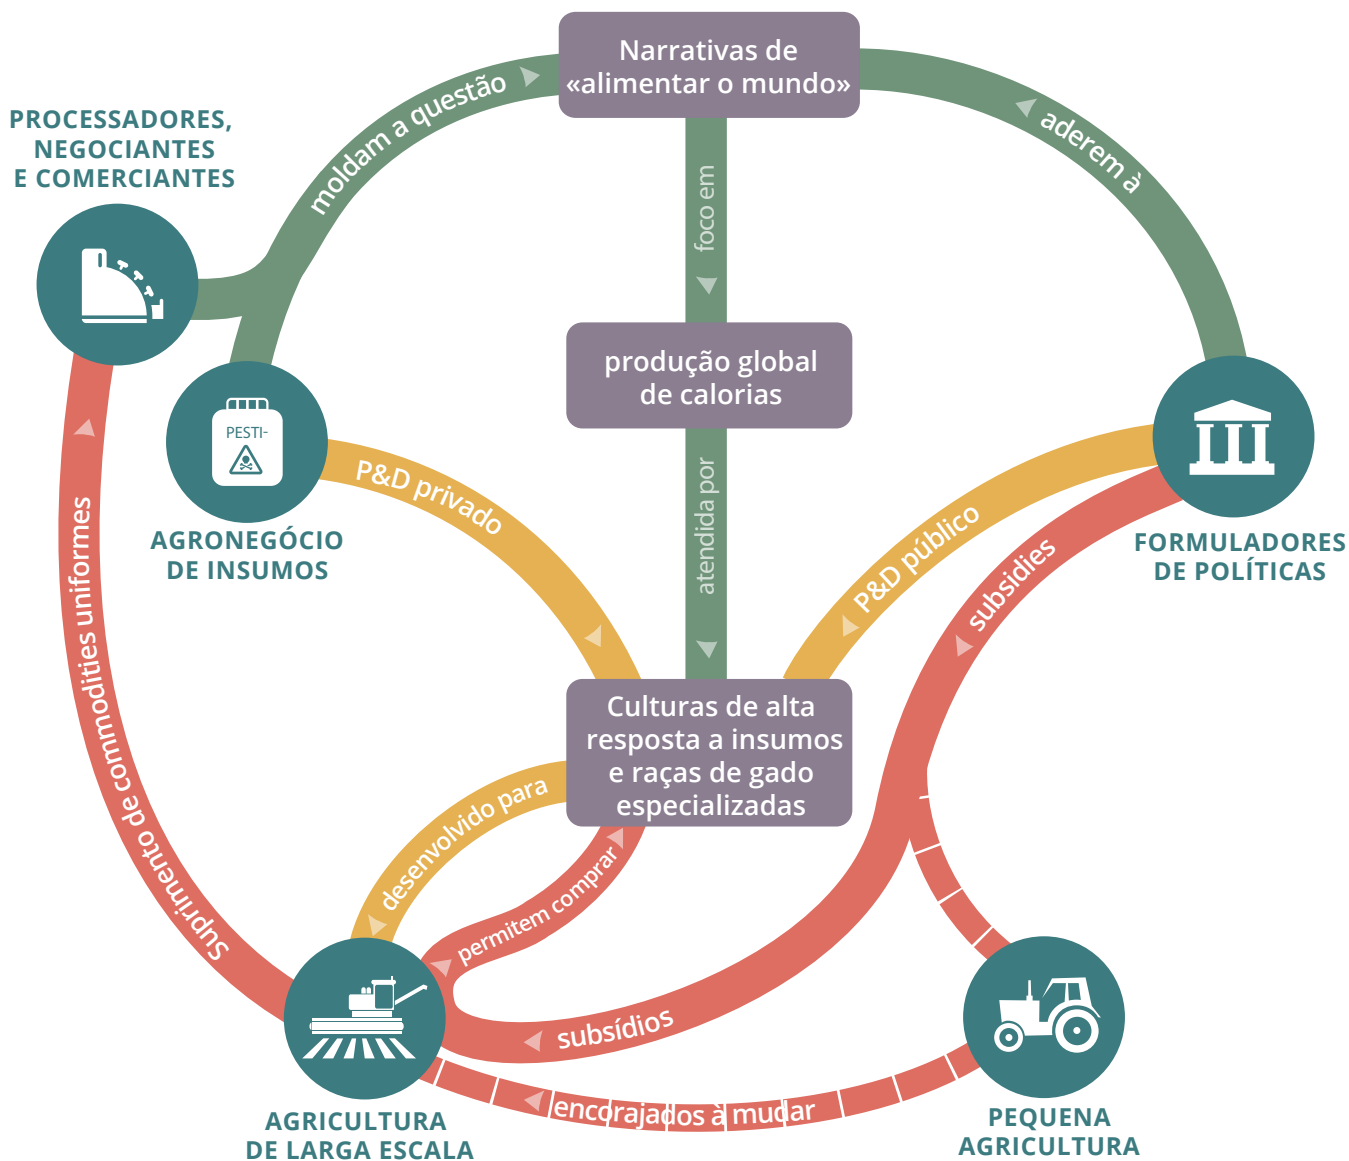 Narrativas de
«alimentar o mundo»
PROCESSADORES,
NEGOCIANTES
E COMERCIANTES
moldam a questão
aderem à
foco em
produção global
de calorias
PESTI-
AGRONEGÓCIO
DE INSUMOS
P&D privado
atendida por
P&D público
subsidies
FORMULADORES
DE POLÍTICAS
Suprimento de commodities uniformes
Culturas de alta
resposta a insumos
e raças de gado
especializadas
desenvolvido para
permitem comprar
subsídios
encorajados à mudar
AGRICULTURA
DE LARGA ESCALA
PEQUENA
AGRICULTURA